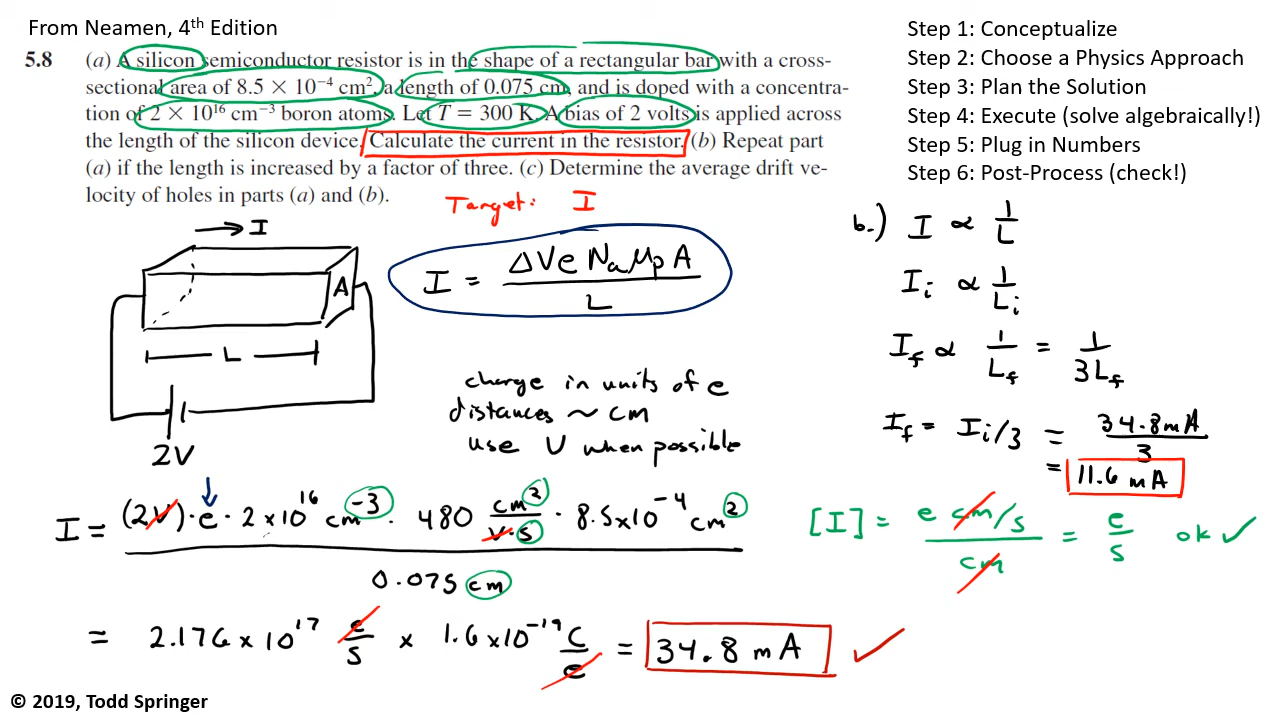 From Neamen, 4th Edition
5.8 (a) A silicon semiconductor resistor is in the shape of a rectangular bar with a cross-
sectional area of 8.5 × 10⁻⁴ cm², a length of 0.075 cm, and is doped with a concentra-
tion of 2 × 10¹⁶ cm⁻³ boron atoms. Let T = 300 K. A bias of 2 volts is applied across
the length of the silicon device. Calculate the current in the resistor. (b) Repeat part
(a) if the length is increased by a factor of three. (c) Determine the average drift ve-
locity of holes in parts (a) and (b).
Step 1: Conceptualize
Step 2: Choose a Physics Approach
Step 3: Plan the Solution
Step 4: Execute (solve algebraically!)
Step 5: Plug in Numbers
Step 6: Post-Process (check!)
Target: I
→ I
A
L
2V
I = ΔV e Nₐ μₚ A / L
charge in units of e
distances ~ cm
use V when possible
I = (2V) · e · 2 x 10¹⁶ cm⁻³ · 480 cm²/V·s · 8.5x10⁻⁴ cm² / 0.075 cm
= 2.176 x 10¹⁷ e/s x 1.6 x 10⁻¹⁹ C/e = 34.8 mA ✓
b.) I ∝ 1/L
Iᵢ ∝ 1/Lᵢ
I_f ∝ 1/L_f = 1/3L_f
I_f = Iᵢ/3 = 34.8 mA / 3
= 11.6 mA
[I] = e cm/s / cm = e/s ok ✓
© 2019, Todd Springer